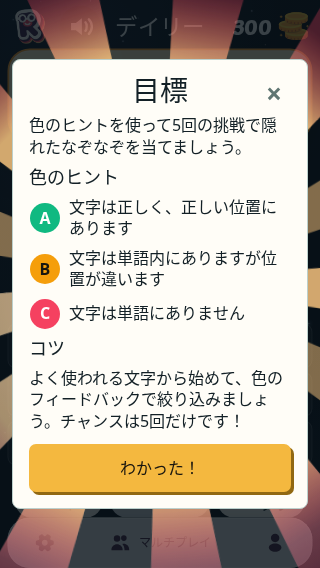 デイリー
300
目標
×
色のヒントを使って5回の挑戦で隠
れたなぞなぞを当てましょう。
色のヒント
A
文字は正しく、正しい位置に
あります
B
文字は単語内にありますが位
置が違います
C
文字は単語にありません
コツ
よく使われる文字から始めて、色の
フィードバックで絞り込みましょ
う。チャンスは5回だけです！
わかった！
マルチプレイ